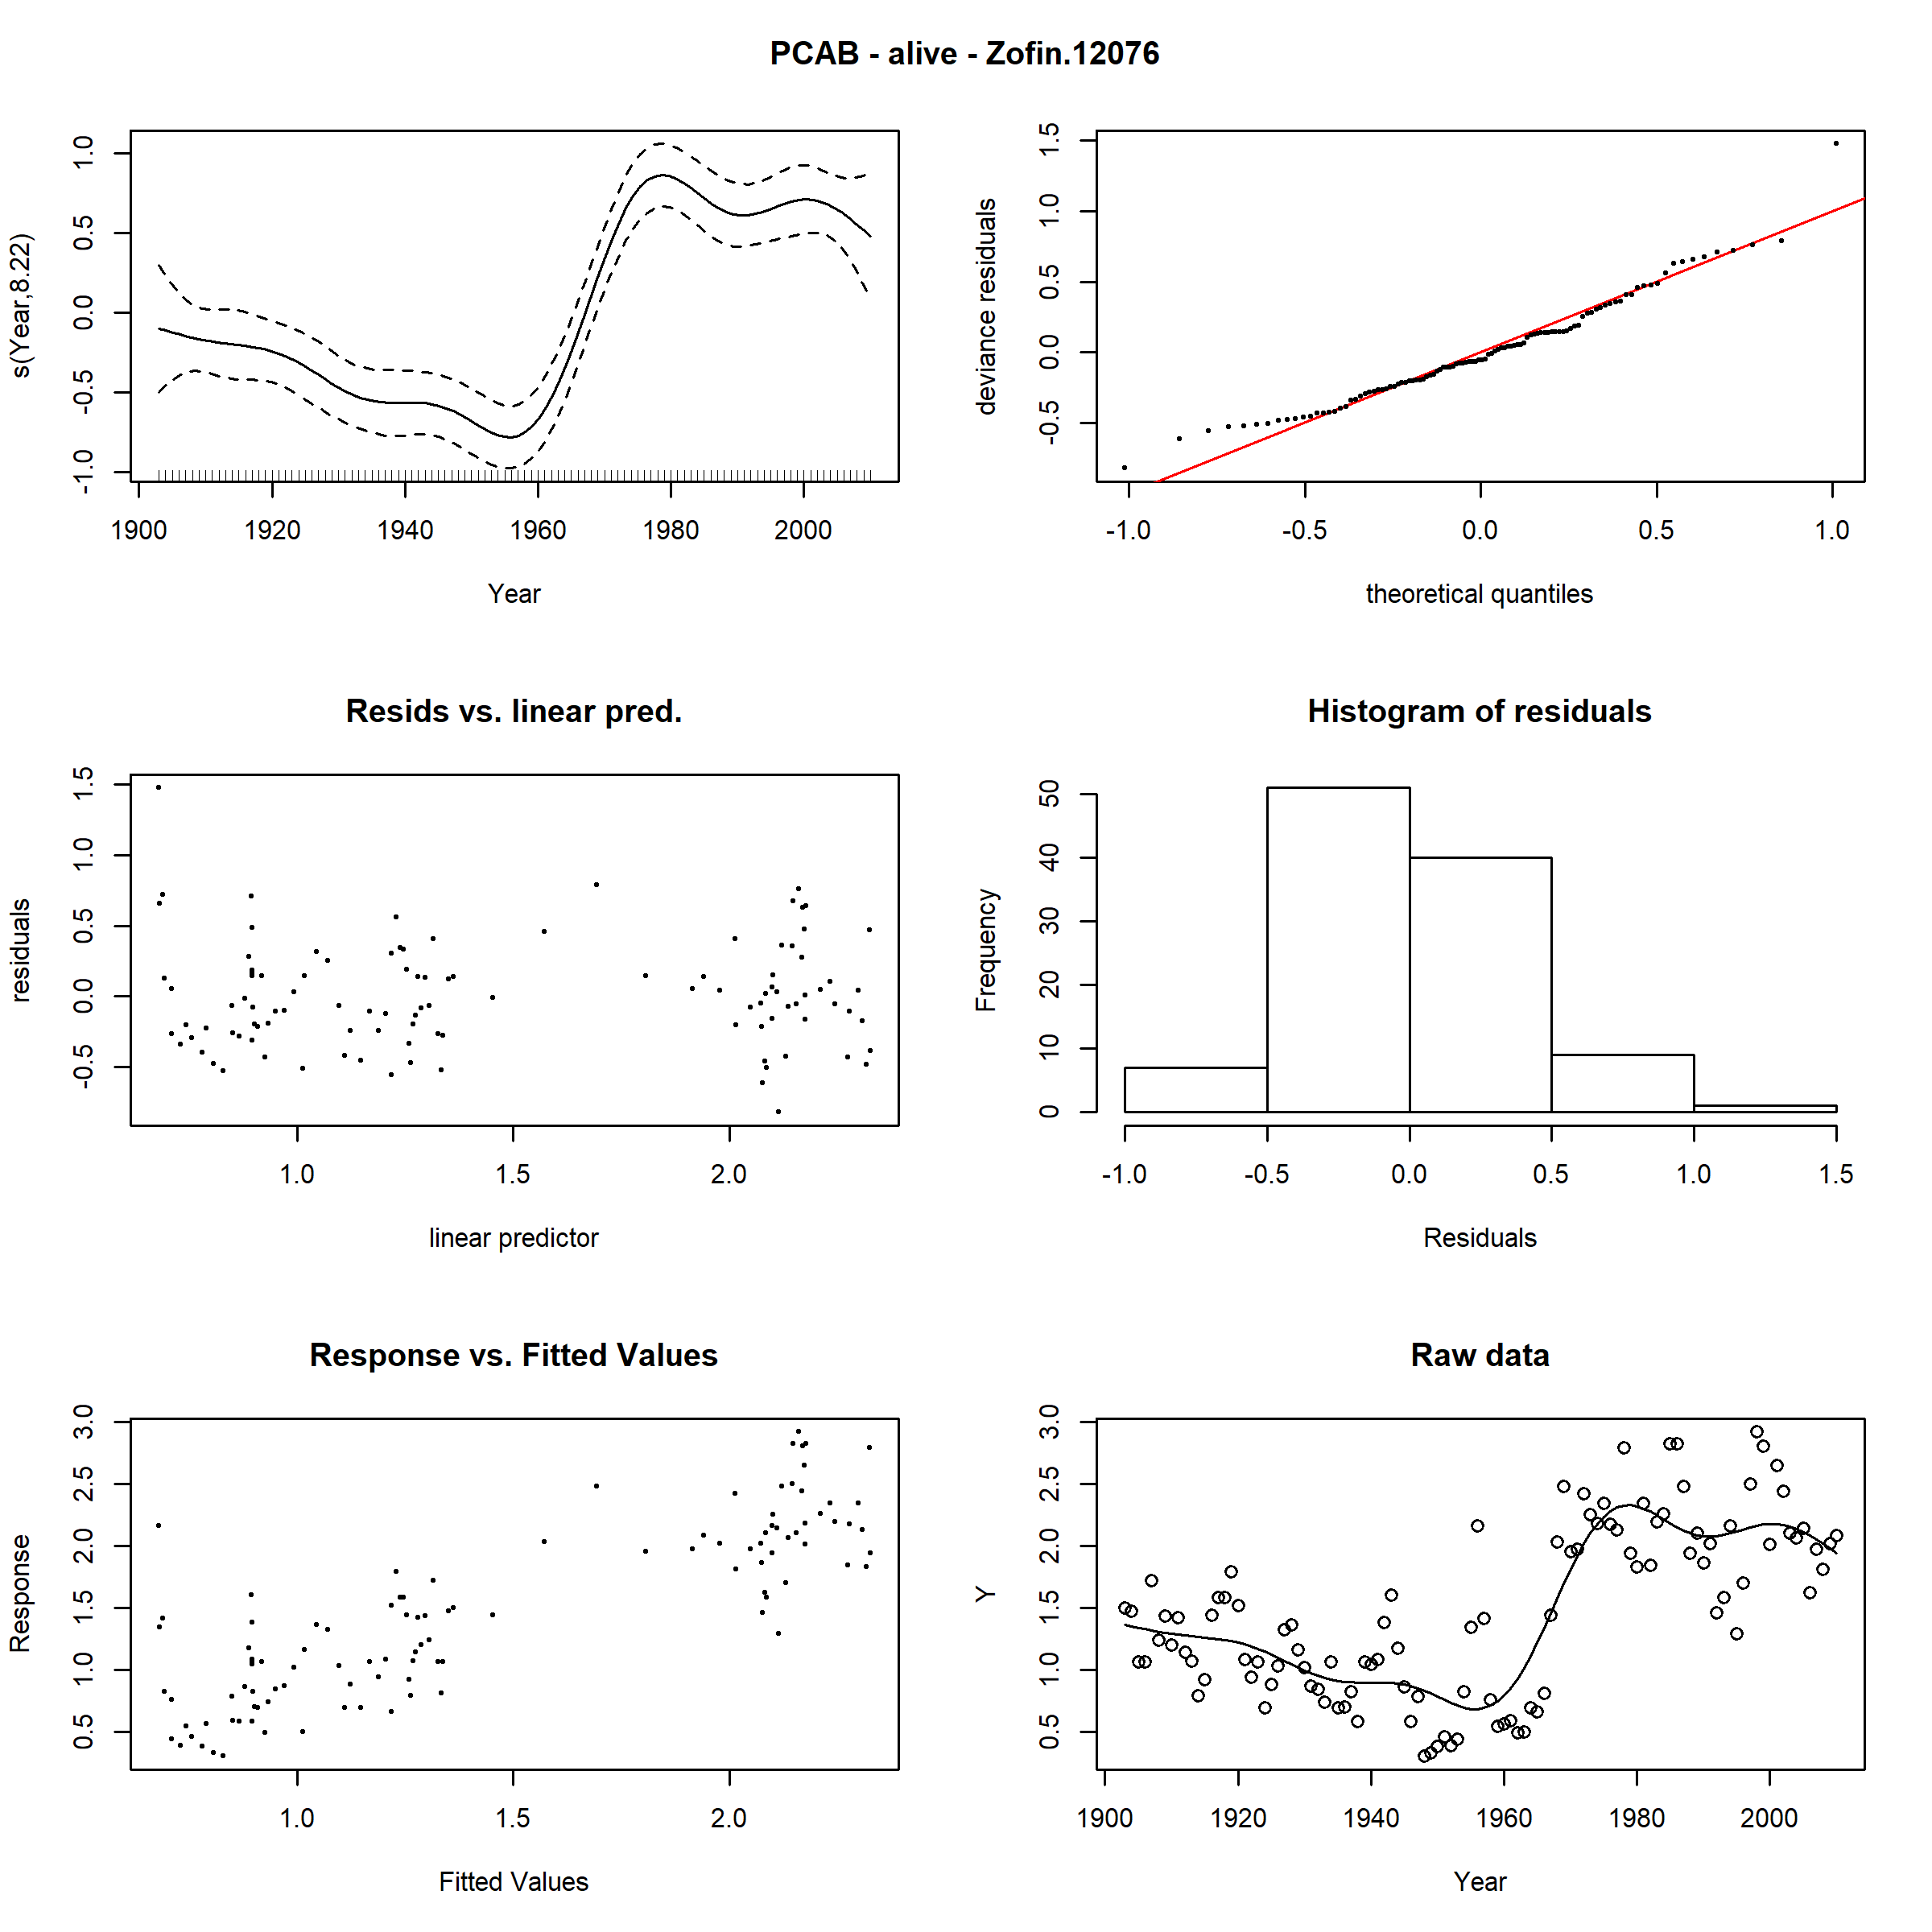 PCAB - alive - Zofin.12076
s(Year,8.22)
-1.0 -0.5 0.0 0.5 1.0
1900 1920 1940 1960 1980 2000
Year
deviance residuals
-0.5 0.0 0.5 1.0 1.5
-1.0 -0.5 0.0 0.5 1.0
theoretical quantiles
Resids vs. linear pred.
residuals
-0.5 0.0 0.5 1.0 1.5
1.0 1.5 2.0
linear predictor
Histogram of residuals
Frequency
0 10 20 30 40 50
-1.0 -0.5 0.0 0.5 1.0 1.5
Residuals
Response vs. Fitted Values
Response
0.5 1.0 1.5 2.0 2.5 3.0
1.0 1.5 2.0
Fitted Values
Raw data
Y
0.5 1.0 1.5 2.0 2.5 3.0
1900 1920 1940 1960 1980 2000
Year